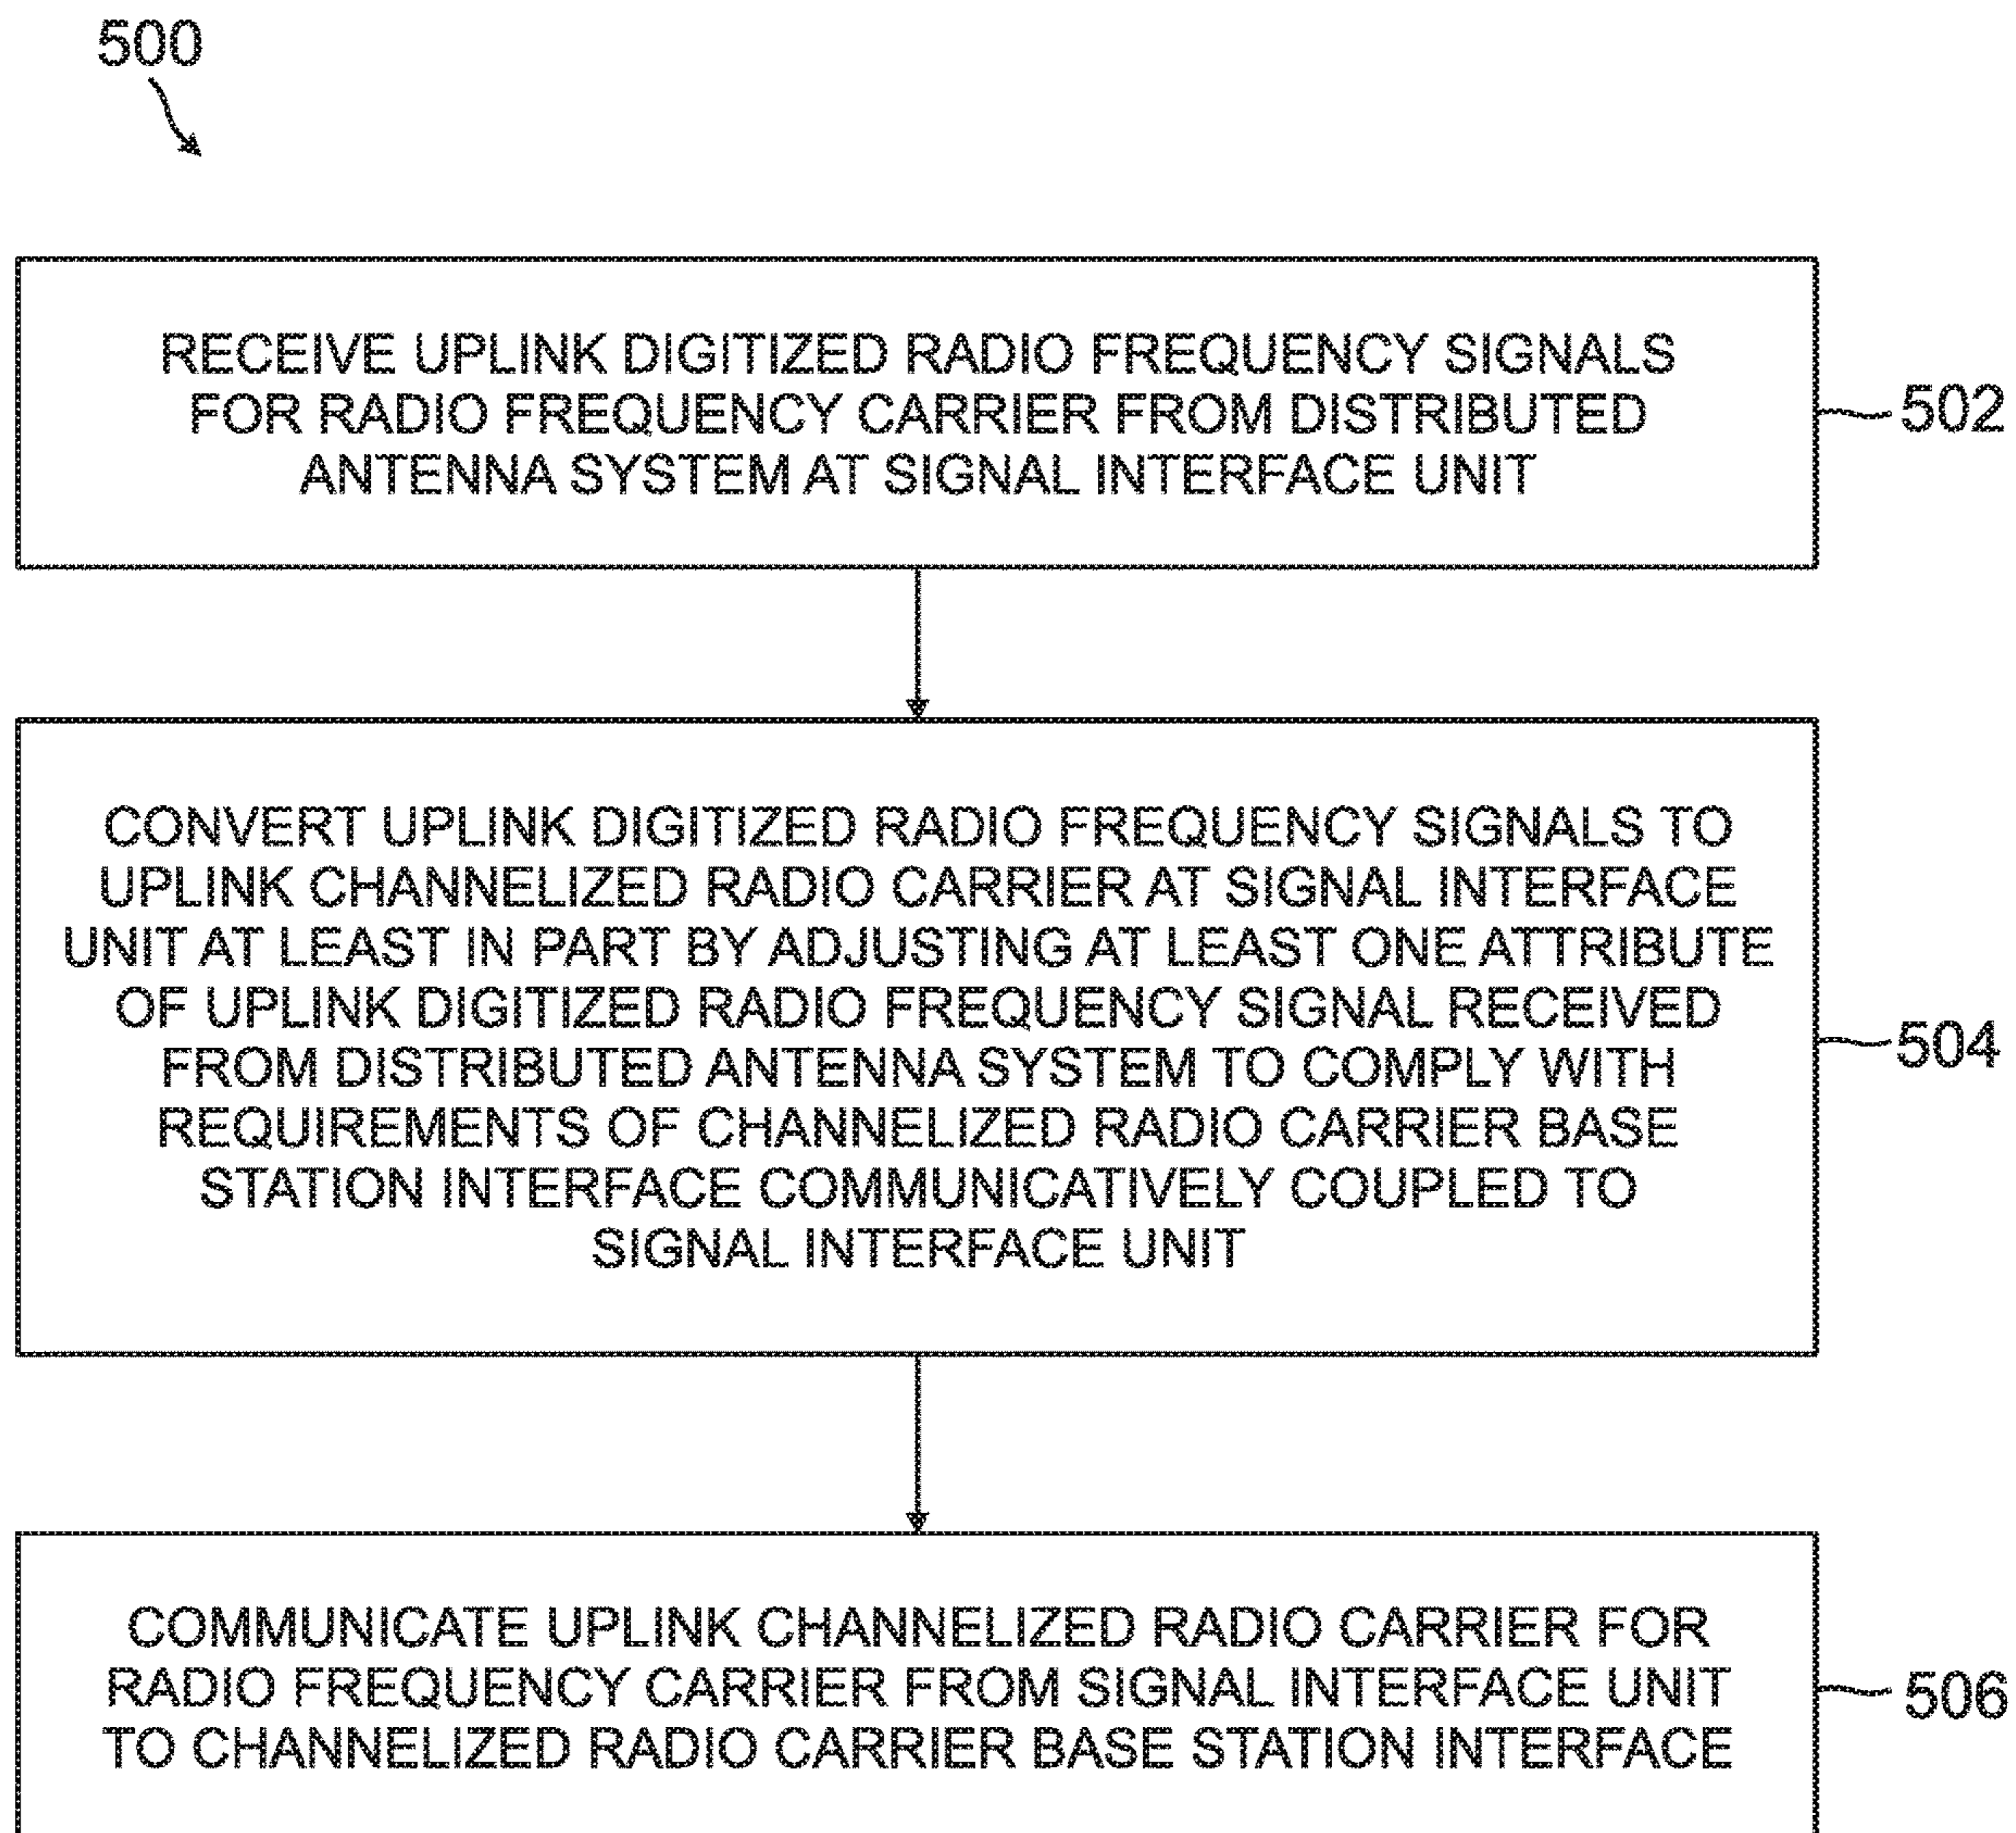 500
RECEIVE UPLINK DIGITIZED RADIO FREQUENCY SIGNALS
FOR RADIO FREQUENCY CARRIER FROM DISTRIBUTED
ANTENNA SYSTEM AT SIGNAL INTERFACE UNIT
502
CONVERT UPLINK DIGITIZED RADIO FREQUENCY SIGNALS TO
UPLINK CHANNELIZED RADIO CARRIER AT SIGNAL INTERFACE
UNIT AT LEAST IN PART BY ADJUSTING AT LEAST ONE ATTRIBUTE
OF UPLINK DIGITIZED RADIO FREQUENCY SIGNAL RECEIVED
FROM DISTRIBUTED ANTENNA SYSTEM TO COMPLY WITH
REQUIREMENTS OF CHANNELIZED RADIO CARRIER BASE
STATION INTERFACE COMMUNICATIVELY COUPLED TO
SIGNAL INTERFACE UNIT
504
COMMUNICATE UPLINK CHANNELIZED RADIO CARRIER FOR
RADIO FREQUENCY CARRIER FROM SIGNAL INTERFACE UNIT
TO CHANNELIZED RADIO CARRIER BASE STATION INTERFACE
506